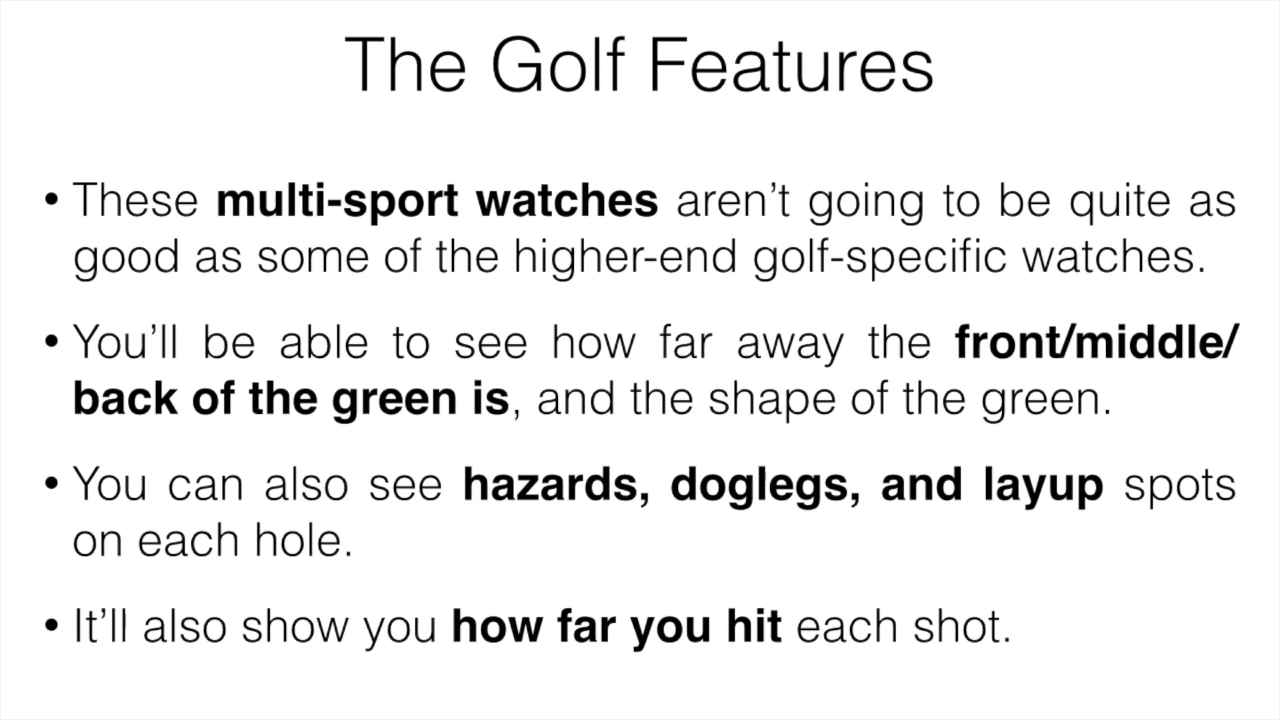 The Golf Features
• These multi-sport watches aren’t going to be quite as
good as some of the higher-end golf-specific watches.
• You’ll be able to see how far away the front/middle/
back of the green is, and the shape of the green.
• You can also see hazards, doglegs, and layup spots
on each hole.
• It’ll also show you how far you hit each shot.